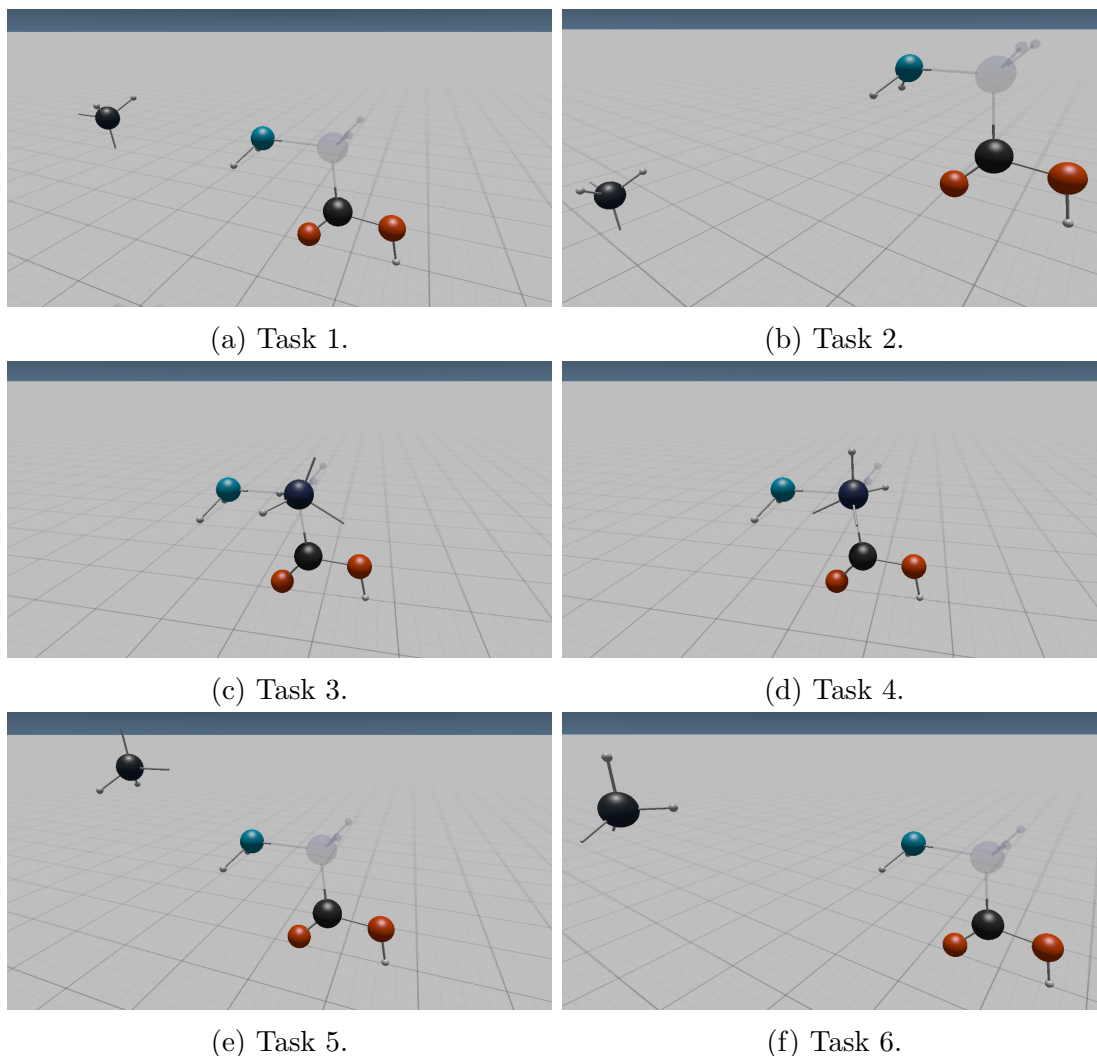 (a) Task 1.
(b) Task 2.
(c) Task 3.
(d) Task 4.
(e) Task 5.
(f) Task 6.